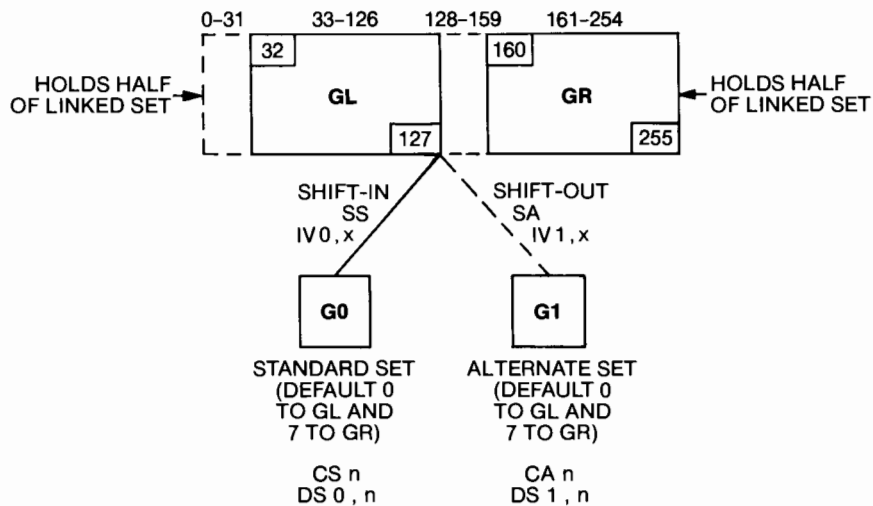 0–31 33–126 128–159 161–254
32 160
HOLDS HALF
OF LINKED SET
GL GR
HOLDS HALF
OF LINKED SET
127 255
SHIFT-IN
SS
IV 0 , x
SHIFT-OUT
SA
IV 1 , x
G0 G1
STANDARD SET
(DEFAULT 0
TO GL AND
7 TO GR)
CS n
DS 0 , n
ALTERNATE SET
(DEFAULT 0
TO GL AND
7 TO GR)
CA n
DS 1 , n